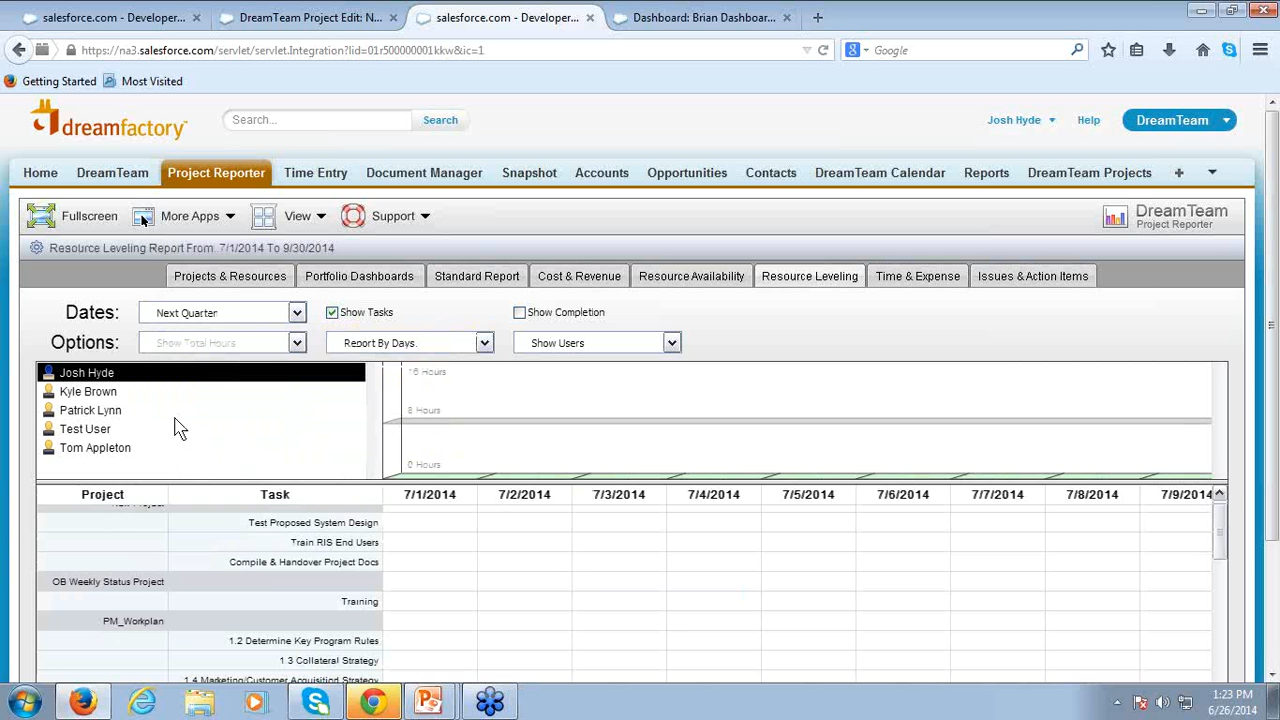 salesforce.com - Developer... × DreamTeam Project Edit: N... × salesforce.com - Developer... × Dashboard: Brian Dashboar... × +
https://na3.salesforce.com/servlet/servlet.Integration?lid=01r500000001kkw&ic=1 Google
Getting Started Most Visited
dreamfactory Search... Search Josh Hyde Help DreamTeam
Home DreamTeam Project Reporter Time Entry Document Manager Snapshot Accounts Opportunities Contacts DreamTeam Calendar Reports DreamTeam Projects +
Fullscreen More Apps View Support DreamTeam
Project Reporter
Resource Leveling Report From 7/1/2014 To 9/30/2014
Projects & Resources Portfolio Dashboards Standard Report Cost & Revenue Resource Availability Resource Leveling Time & Expense Issues & Action Items
Dates: Next Quarter Show Tasks Show Completion
Options: Show Total Hours Report By Days. Show Users
Josh Hyde 16 Hours
Kyle Brown
Patrick Lynn 8 Hours
Test User
Tom Appleton
0 Hours
Project Task 7/1/2014 7/2/2014 7/3/2014 7/4/2014 7/5/2014 7/6/2014 7/7/2014 7/8/2014 7/9/201
Test Proposed System Design
Train RIS End Users
Compile & Handover Project Docs
OB Weekly Status Project
Training
PM_Workplan
1.2 Determine Key Program Rules
1.3 Collateral Strategy
1.4 Marketing/Customer Acquisition Strategy
1:23 PM
6/26/2014